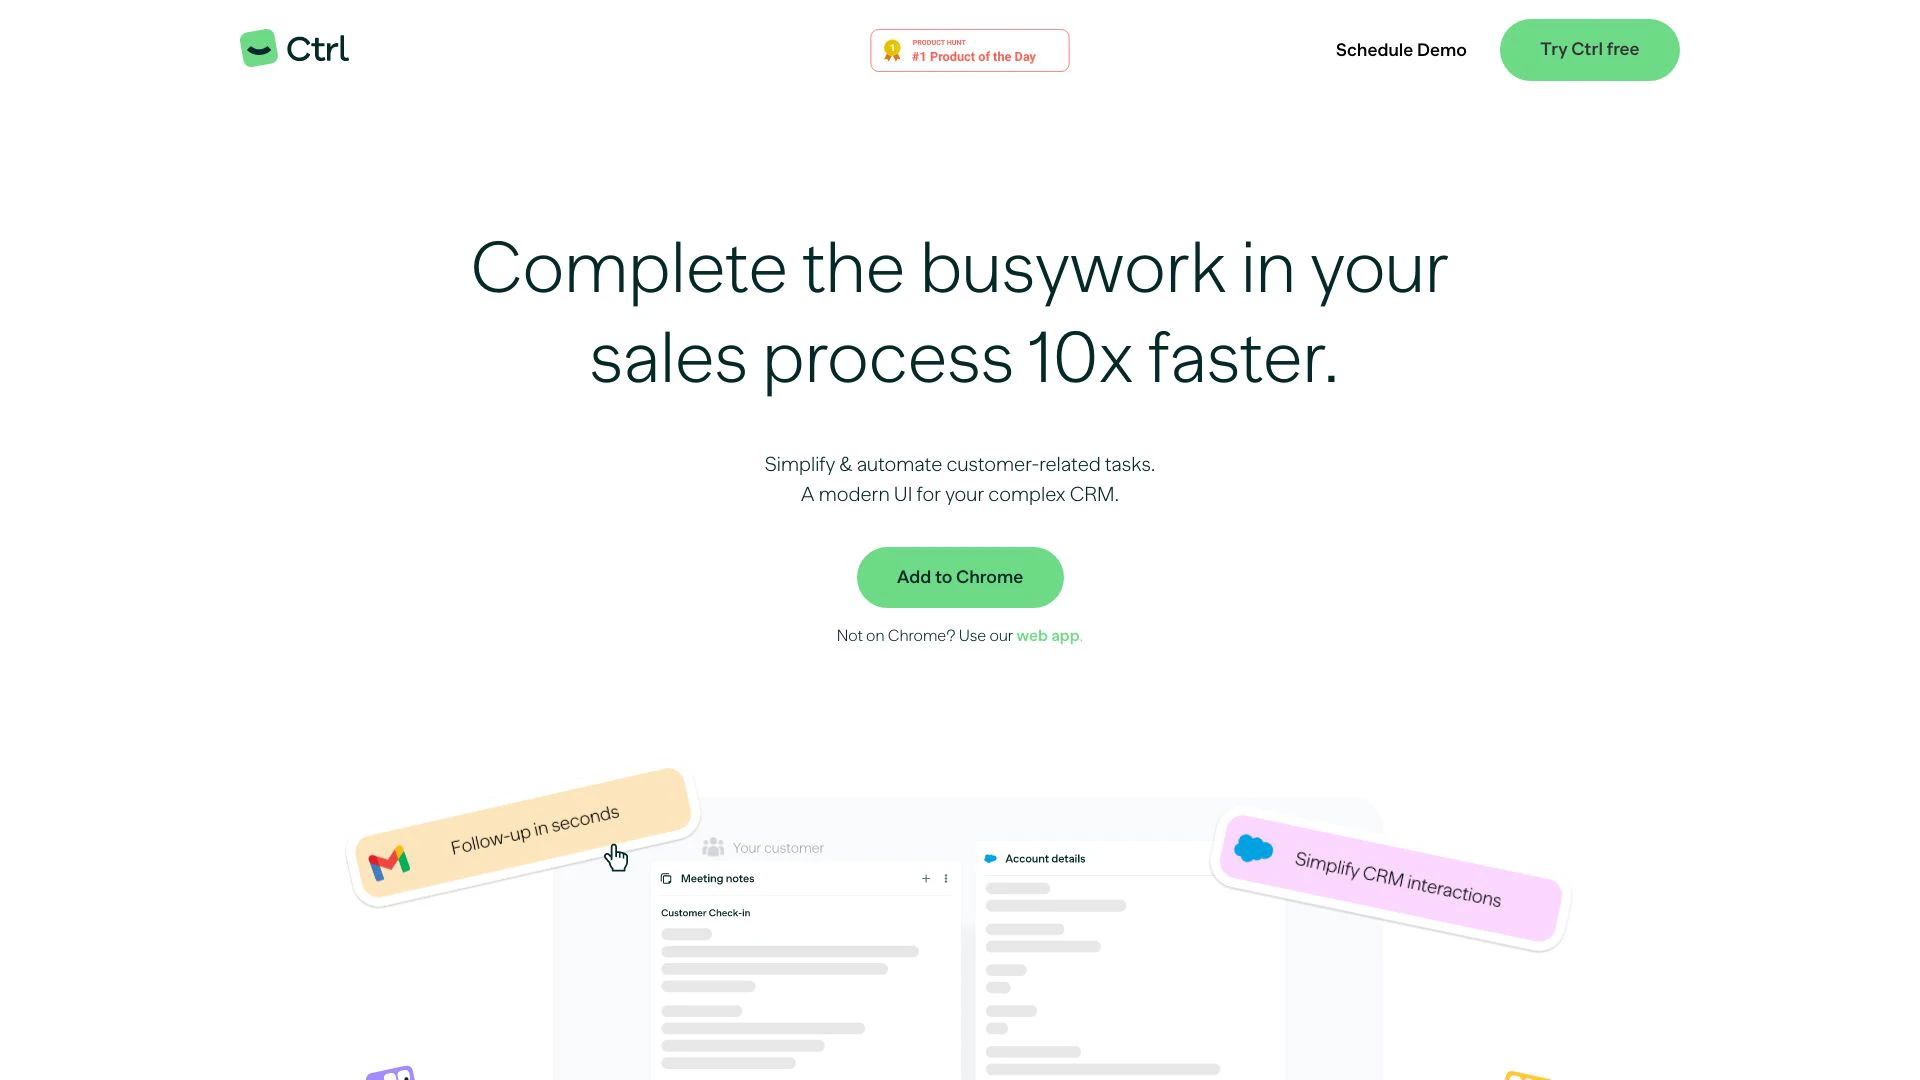 Ctrl
PRODUCT HUNT
#1 Product of the Day
Schedule Demo
Try Ctrl free
Complete the busywork in your
sales process 10x faster.
Simplify & automate customer-related tasks.
A modern UI for your complex CRM.
Add to Chrome
Not on Chrome? Use our web app.
Follow-up in seconds
Your customer
Meeting notes
Customer Check-in
Account details
Simplify CRM interactions